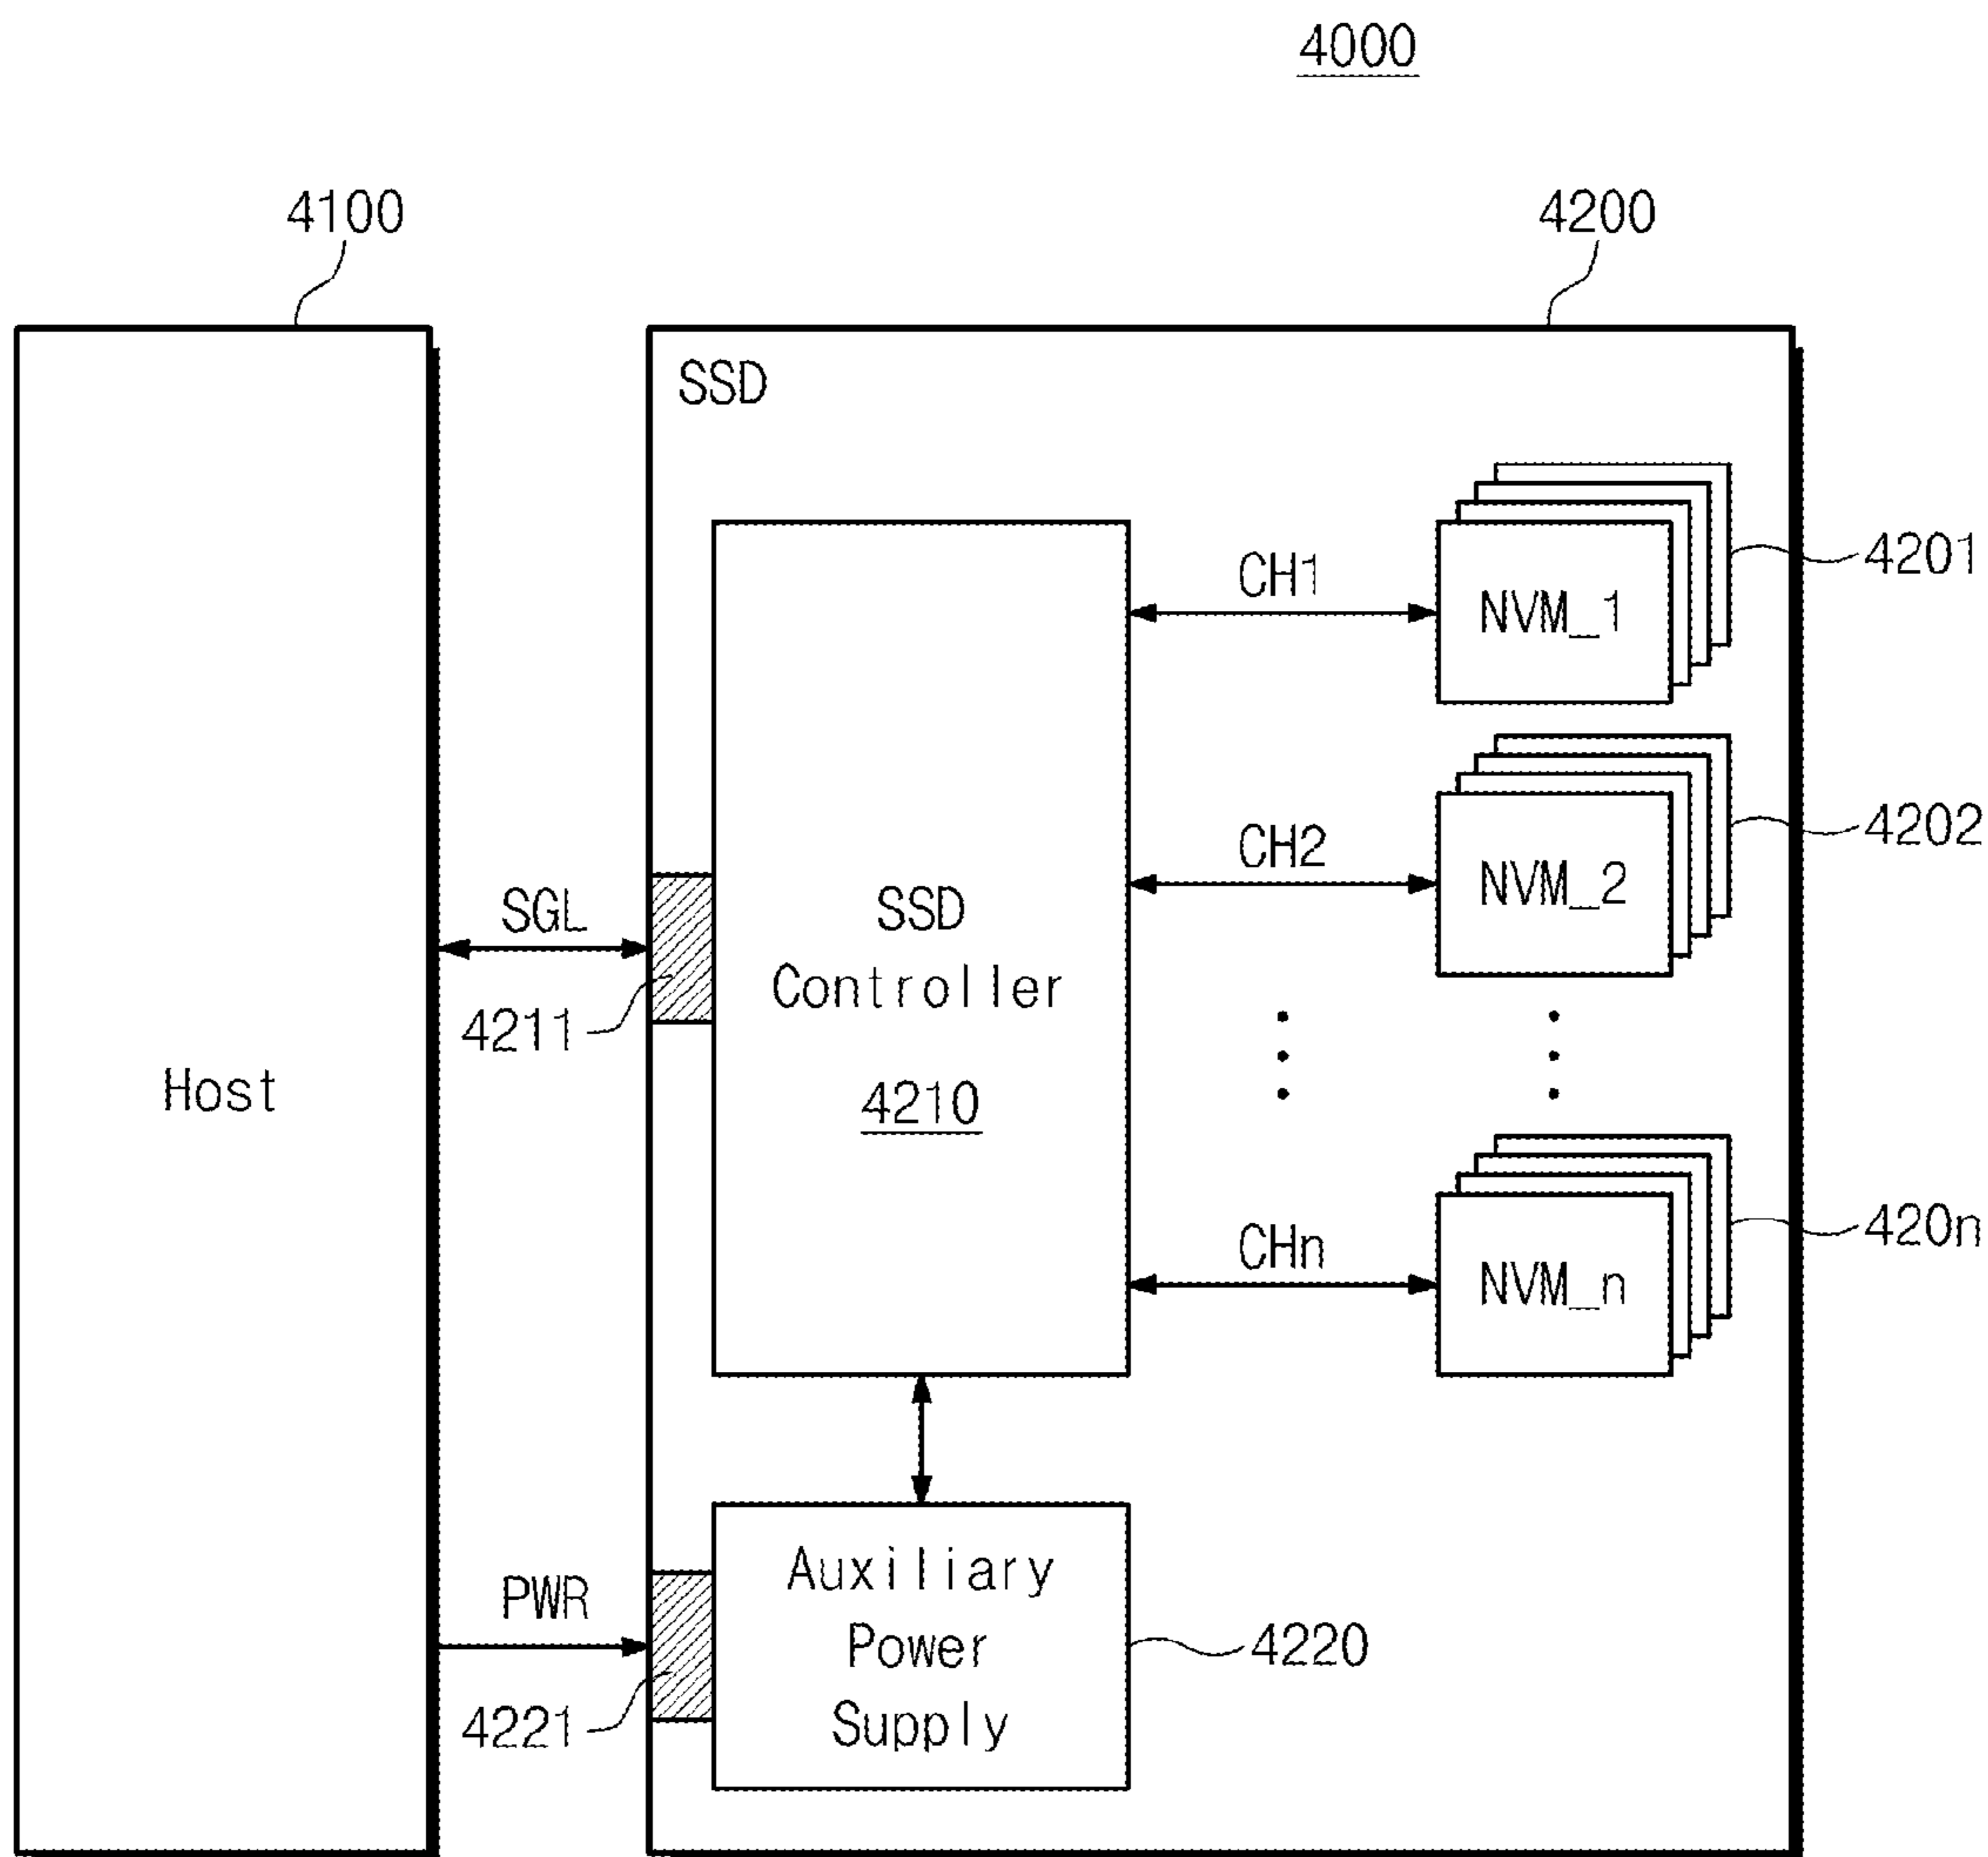 4000
4100
4200
SSD
4201
CH1
NVM_1
4202
CH2
NVM_2
SGL
SSD
Controller
4211
Host
4210
420n
CHn
NVM_n
Auxiliary
PWR
Power
4220
4221
Supply